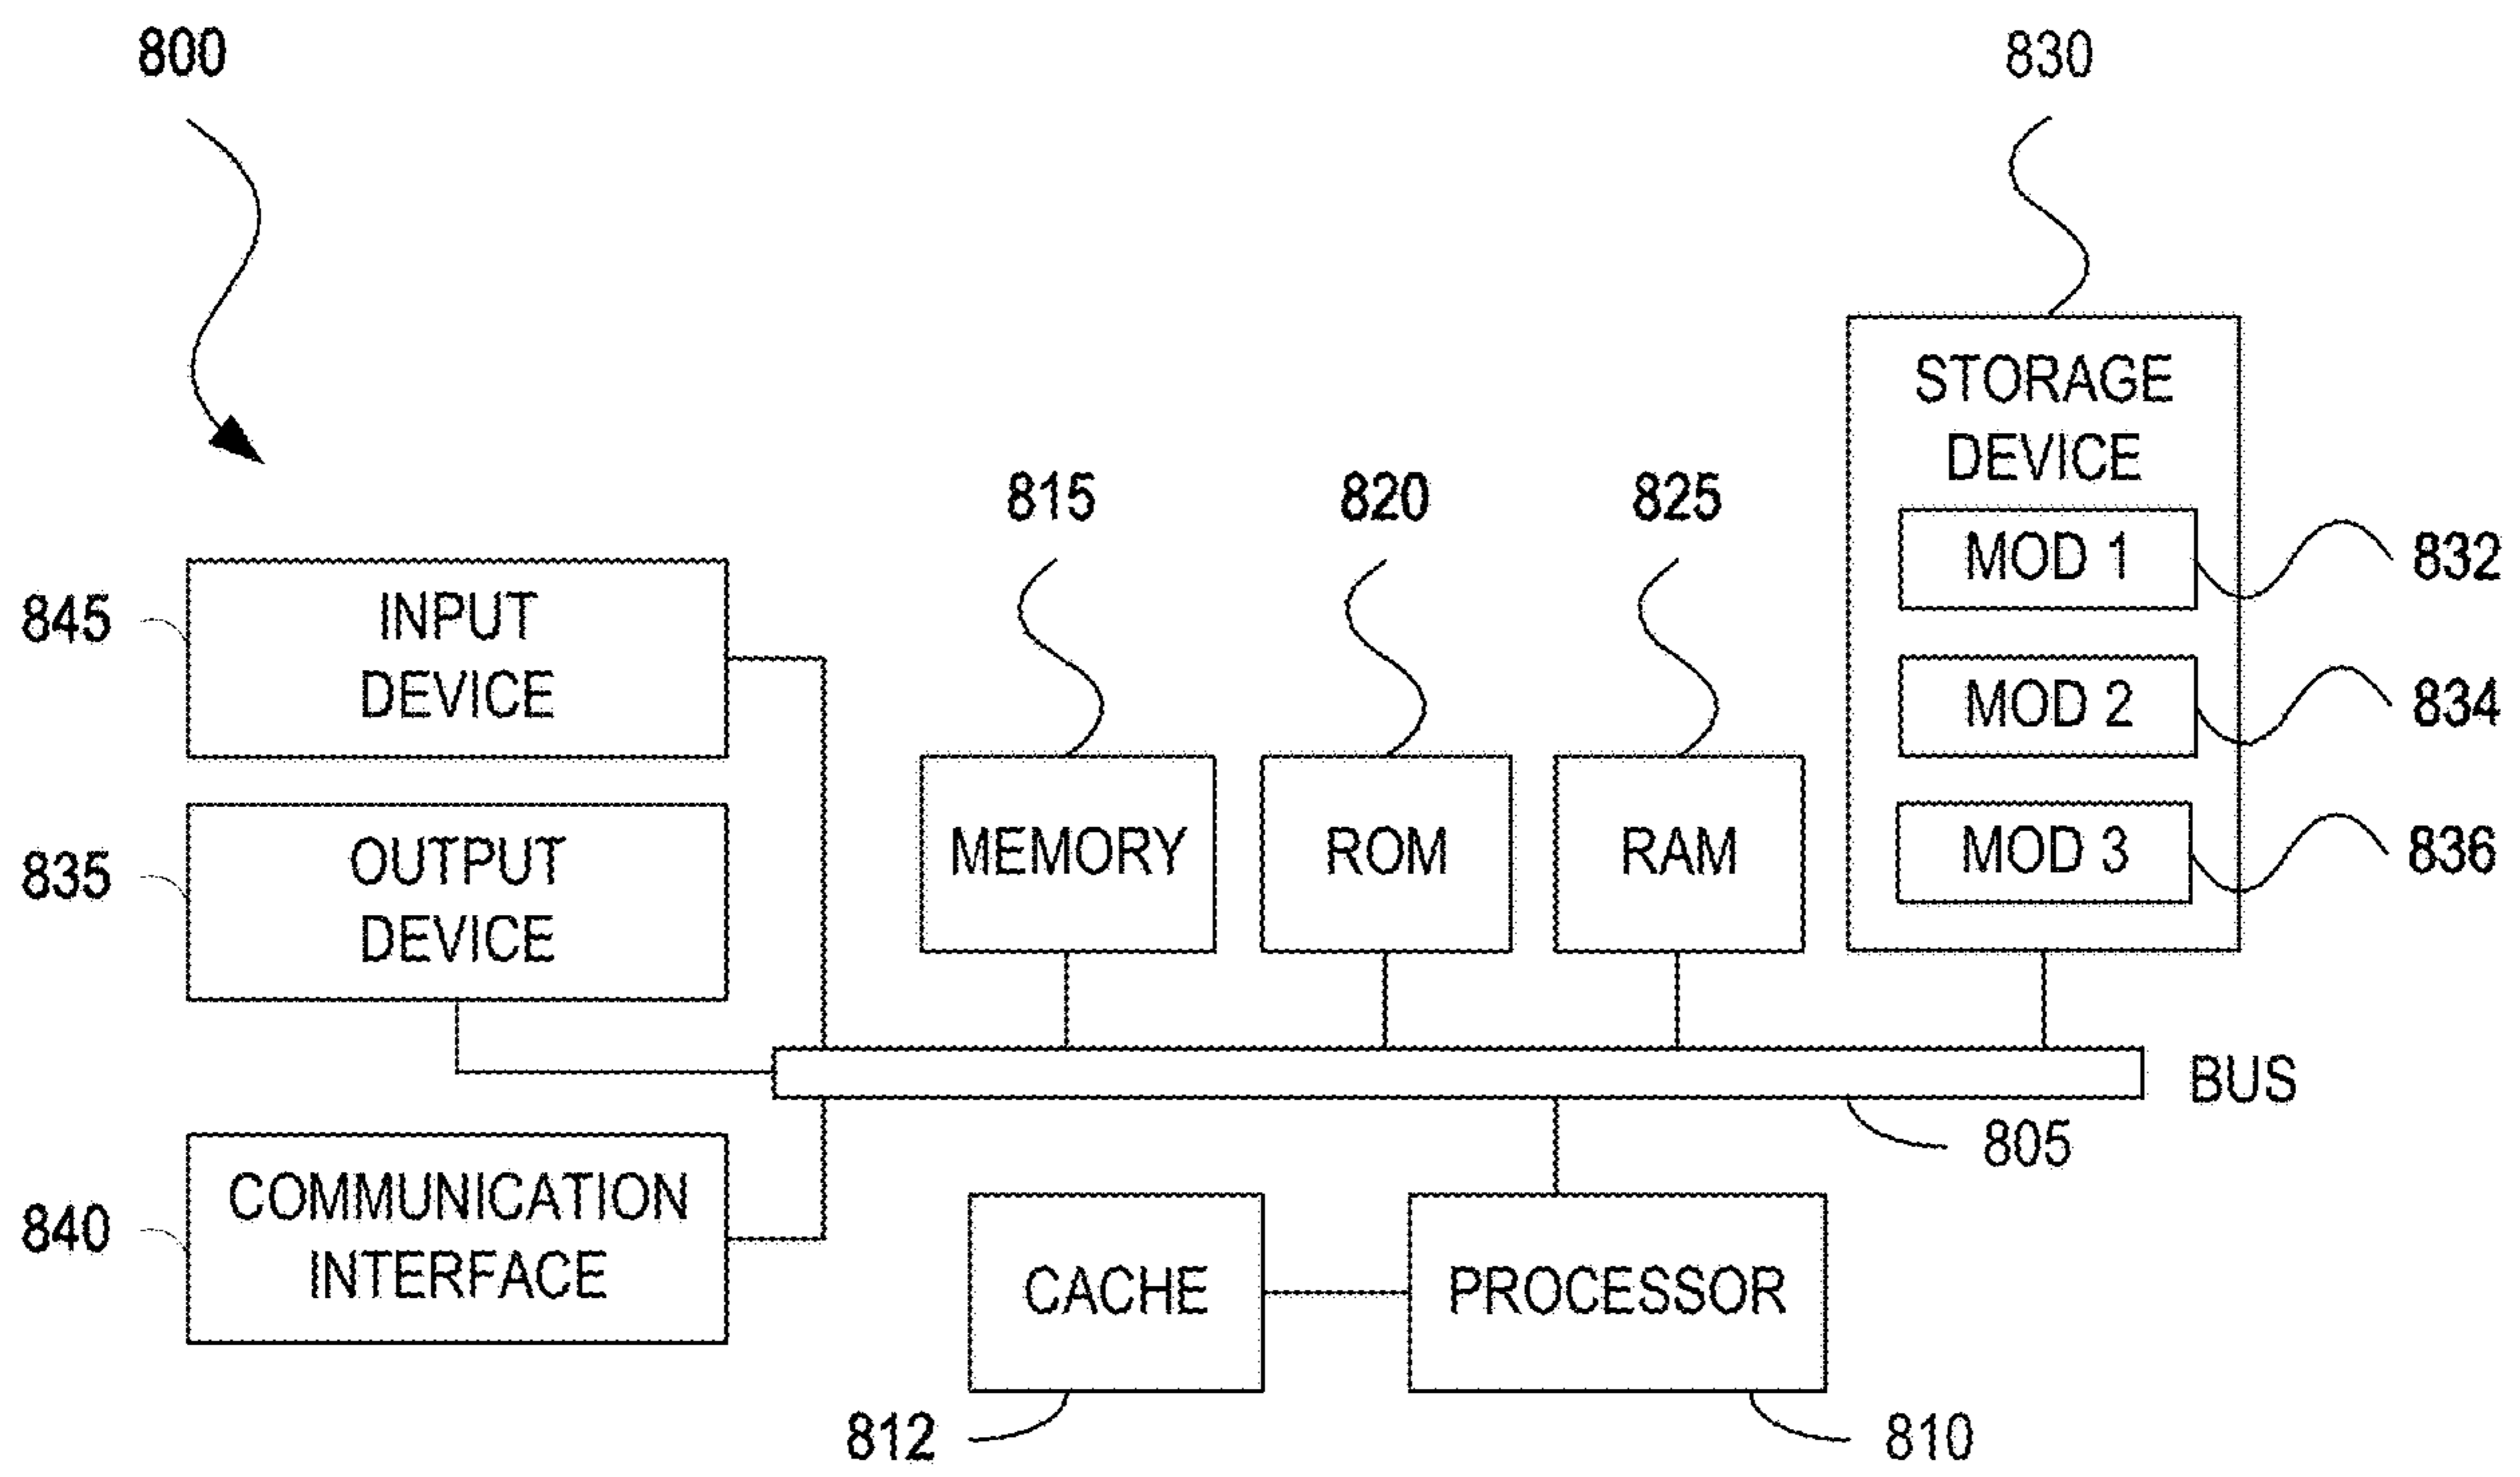 800
830
STORAGE
DEVICE
815
820
825
MOD 1
832
845
INPUT
DEVICE
MOD 2
834
835
OUTPUT
DEVICE
MEMORY
ROM
RAM
MOD 3
836
BUS
805
840
COMMUNICATION
INTERFACE
CACHE
PROCESSOR
812
810